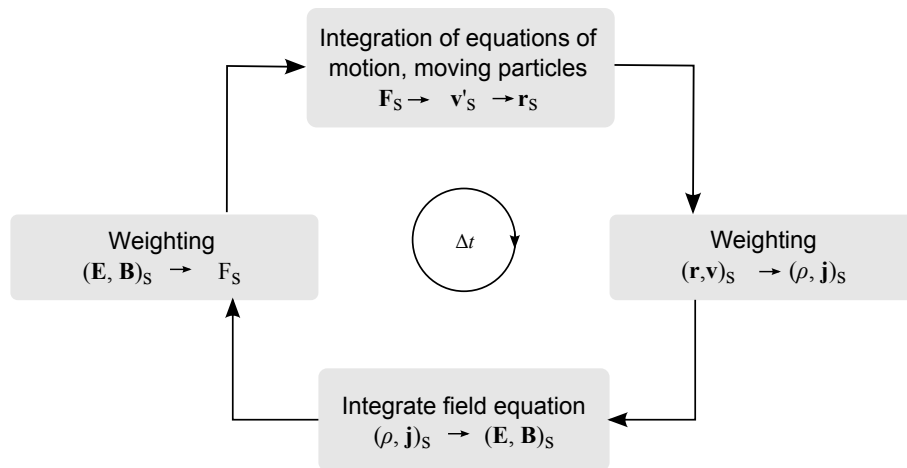 Integration of equations of
motion, moving particles
F_S → v'_S → r_S
Weighting
(E, B)_S → F_S
Δt
Weighting
(r,v)_S → (ρ, j)_S
Integrate field equation
(ρ, j)_S → (E, B)_S